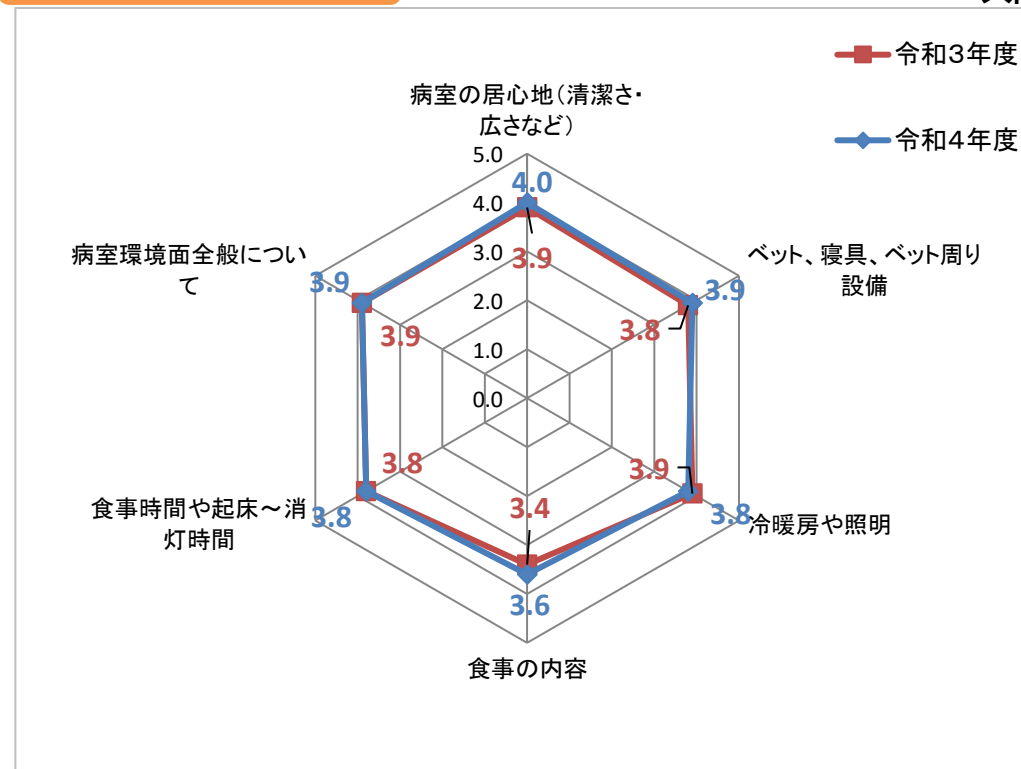 令和3年度
令和4年度
病室の居心地(清潔さ・
広さなど)
5.0
4.0
4.0
3.0
3.9
2.0
1.0
0.0
ベット、寝具、ベット周り
設備
3.9
3.8
冷暖房や照明
3.9
3.8
食事の内容
3.4
3.6
食事時間や起床～消
灯時間
3.8
3.8
病室環境面全般につい
て
3.9
3.9